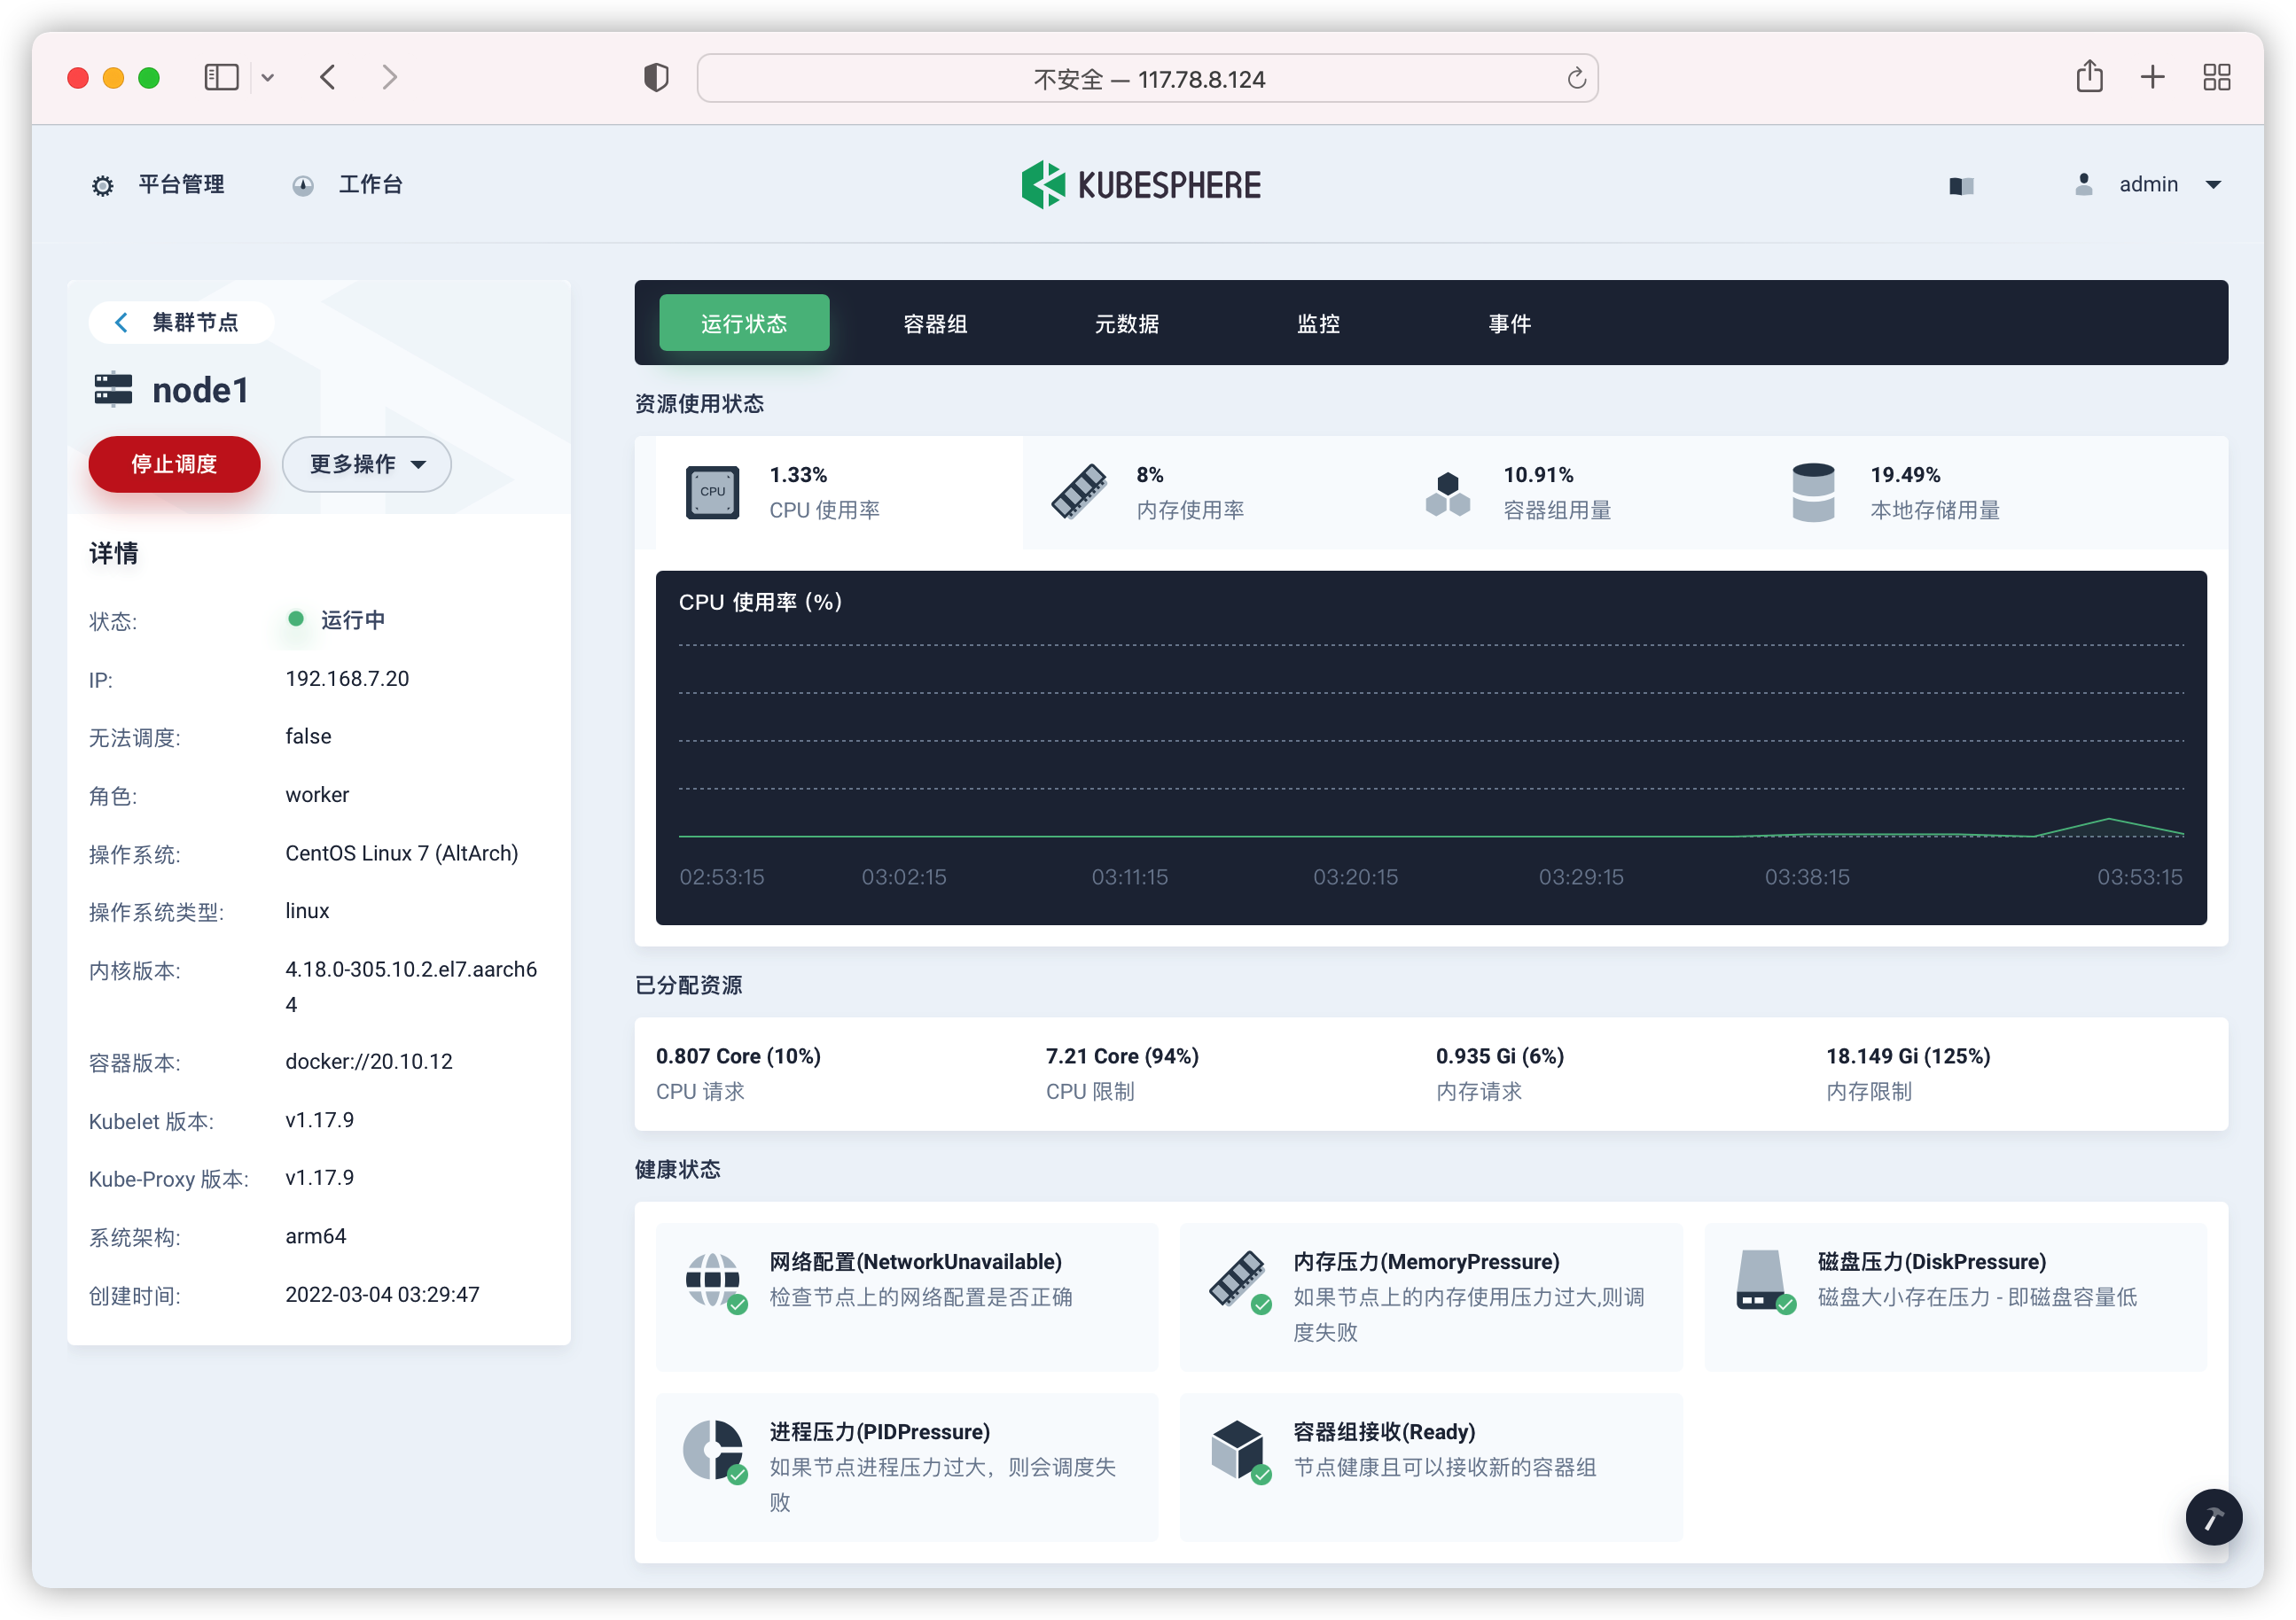 不安全 — 117.78.8.124
平台管理
工作台
KUBESPHERE
admin
集群节点
node1
停止调度
更多操作
详情
状态:
运行中
IP:
192.168.7.20
无法调度:
false
角色:
worker
操作系统:
CentOS Linux 7 (AltArch)
操作系统类型:
linux
内核版本:
4.18.0-305.10.2.el7.aarch6
4
容器版本:
docker://20.10.12
Kubelet 版本:
v1.17.9
Kube-Proxy 版本:
v1.17.9
系统架构:
arm64
创建时间:
2022-03-04 03:29:47
运行状态
容器组
元数据
监控
事件
资源使用状态
CPU
1.33%
CPU 使用率
8%
内存使用率
10.91%
容器组用量
19.49%
本地存储用量
CPU 使用率 (%)
02:53:15
03:02:15
03:11:15
03:20:15
03:29:15
03:38:15
03:53:15
已分配资源
0.807 Core (10%)
CPU 请求
7.21 Core (94%)
CPU 限制
0.935 Gi (6%)
内存请求
18.149 Gi (125%)
内存限制
健康状态
网络配置(NetworkUnavailable)
检查节点上的网络配置是否正确
内存压力(MemoryPressure)
如果节点上的内存使用压力过大,则调
度失败
磁盘压力(DiskPressure)
磁盘大小存在压力 - 即磁盘容量低
进程压力(PIDPressure)
如果节点进程压力过大，则会调度失
败
容器组接收(Ready)
节点健康且可以接收新的容器组